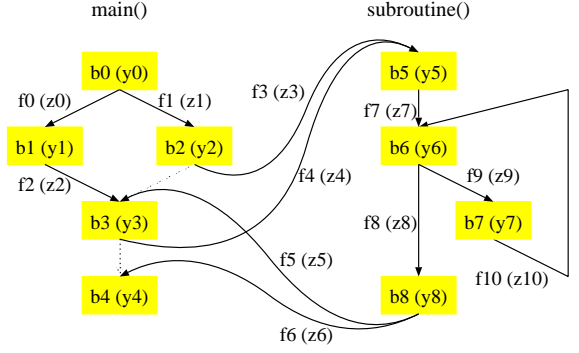 main()
subroutine()
b0 (y0)
b5 (y5)
f0 (z0)
f1 (z1)
f3 (z3)
f7 (z7)
b1 (y1)
b2 (y2)
b6 (y6)
f2 (z2)
f4 (z4)
f9 (z9)
b3 (y3)
f8 (z8)
b7 (y7)
f5 (z5)
f10 (z10)
b4 (y4)
b8 (y8)
f6 (z6)